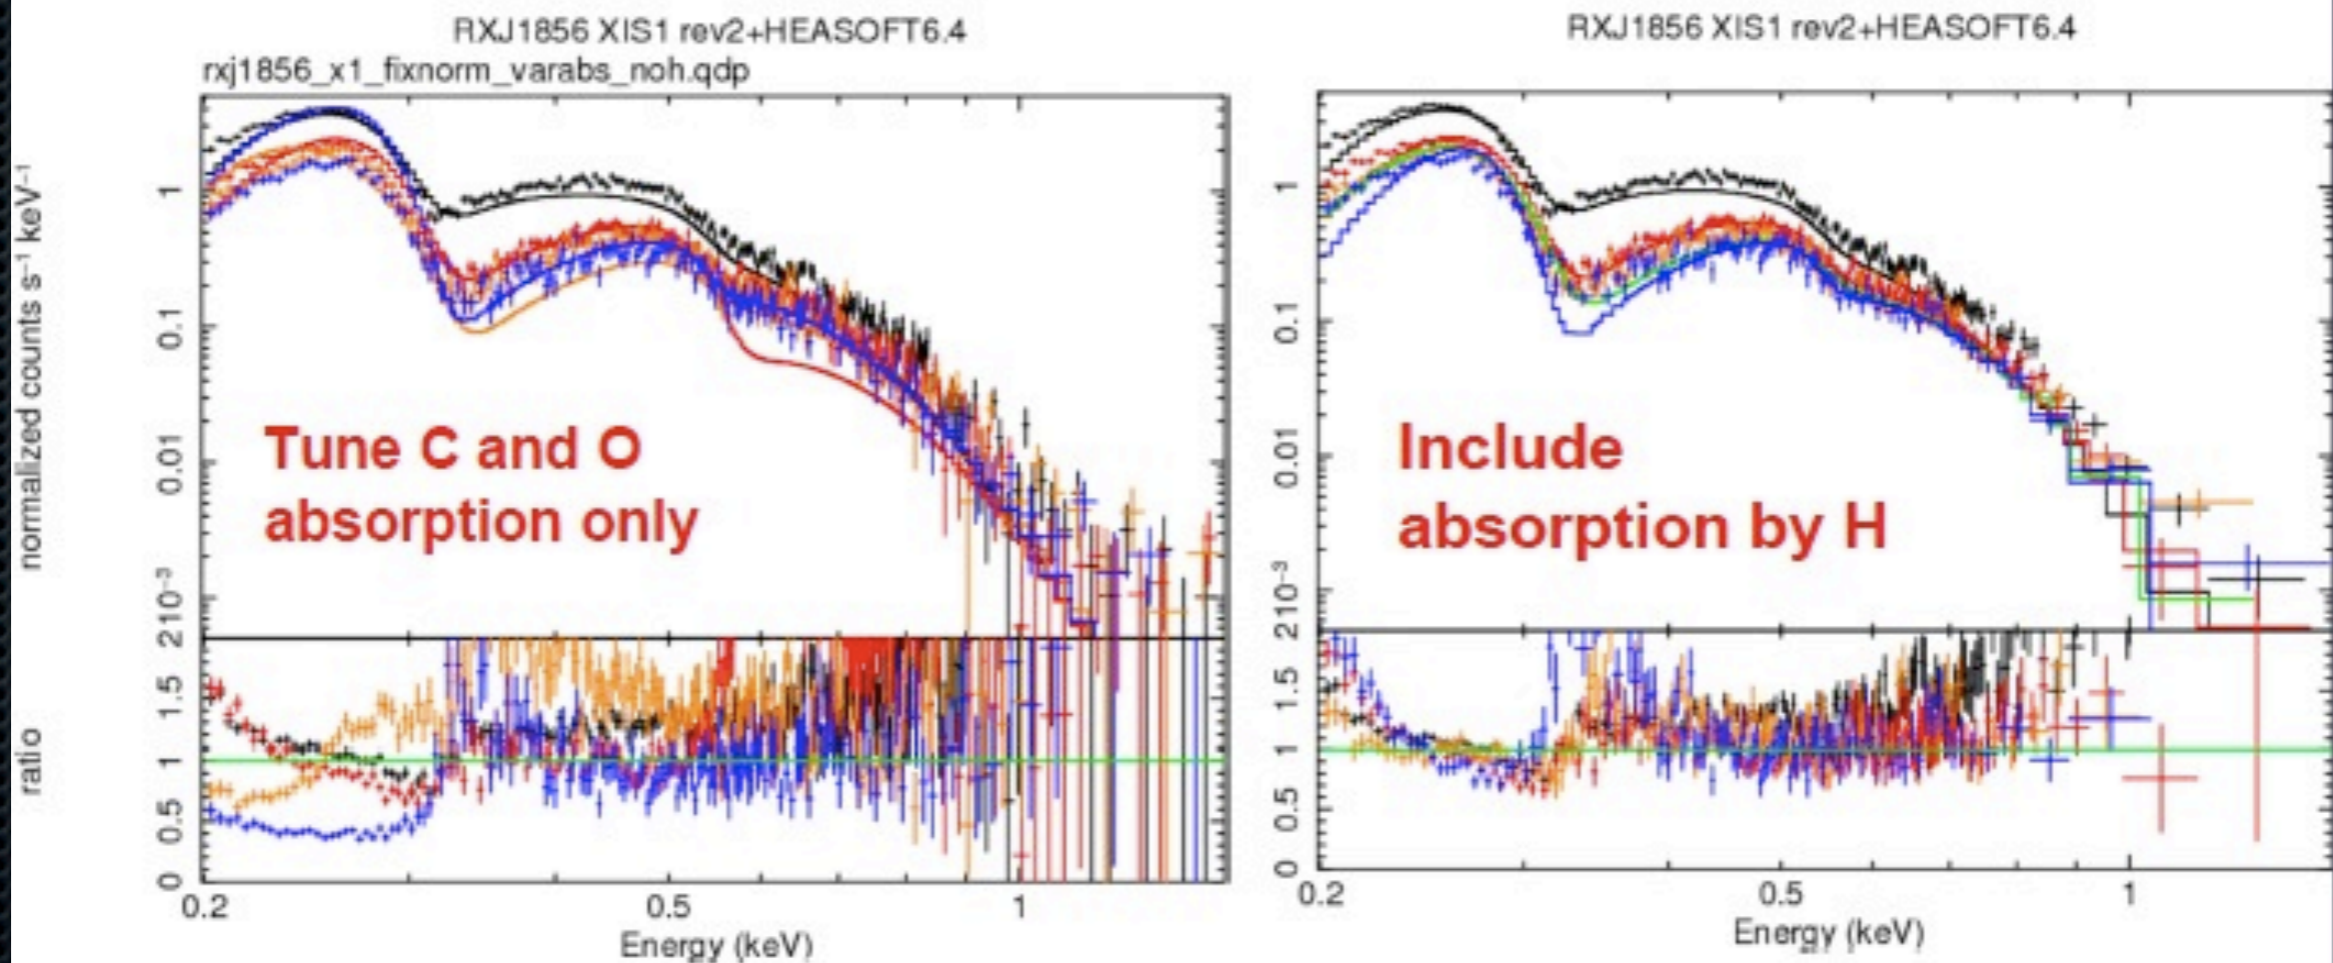 RXJ1856 XIS1 rev2+HEASOFT6.4
rxj1856_x1_fixnorm_varabs_noh.qdp
normalized counts s⁻¹ keV⁻¹
1
0.1
0.01
10⁻³
Tune C and O
absorption only
ratio
2
1.5
1
0.5
0
0.2
0.5
1
Energy (keV)
RXJ1856 XIS1 rev2+HEASOFT6.4
1
0.1
0.01
10⁻³
Include
absorption by H
2
1.5
1
0.5
0
0.2
0.5
1
Energy (keV)